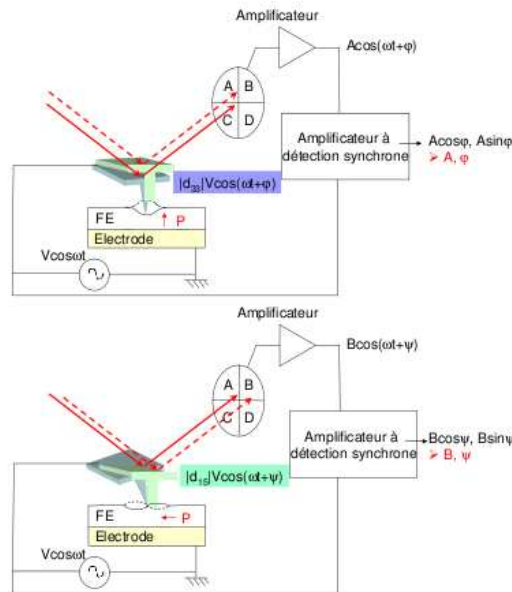 Amplificateur
Acos(ωt+φ)
A B
C D
Amplificateur à
détection synchrone
Acosφ, Asinφ
➢ A, φ
|d₃₃|Vcos(ωt+φ)
FE
P
Electrode
Vcosωt
Amplificateur
Bcos(ωt+ψ)
A B
C D
Amplificateur à
détection synchrone
Bcosψ, Bsinψ
➢ B, ψ
|d₁₅|Vcos(ωt+ψ)
FE
P
Electrode
Vcosωt